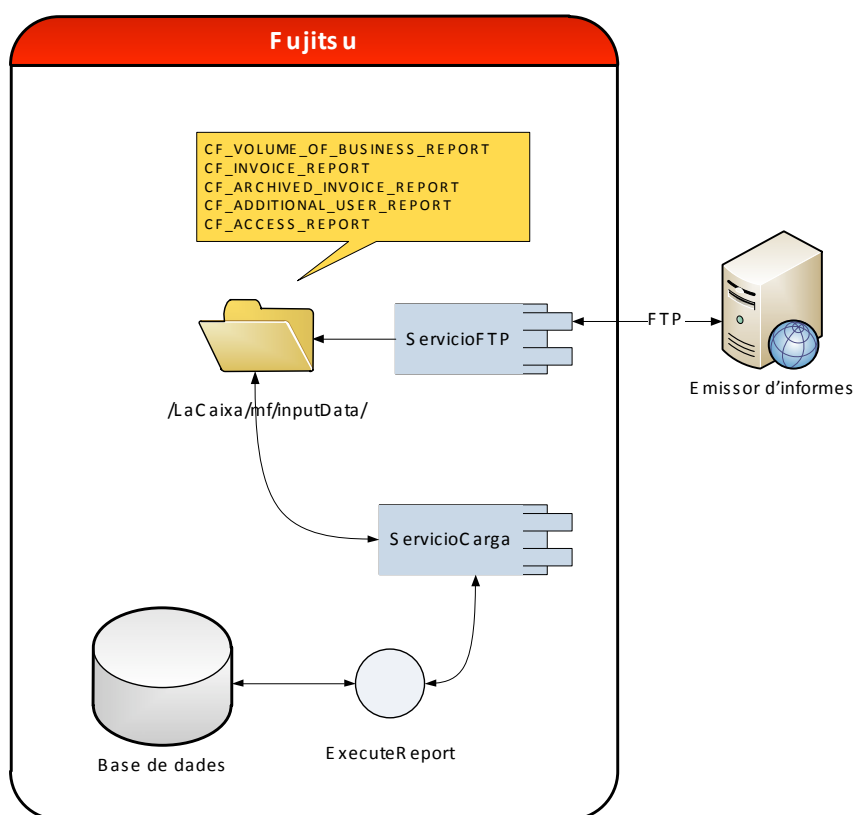 Fujitsu
CF_VOLUME_OF_BUSINESS_REPORT
CF_INVOICE_REPORT
CF_ARCHIVED_INVOICE_REPORT
CF_ADDITIONAL_USER_REPORT
CF_ACCESS_REPORT
ServicioFTP
FTP
Emissor d'informes
/LaCaixa/mf/inputData/
ServicioCarga
ExecuteReport
Base de dades